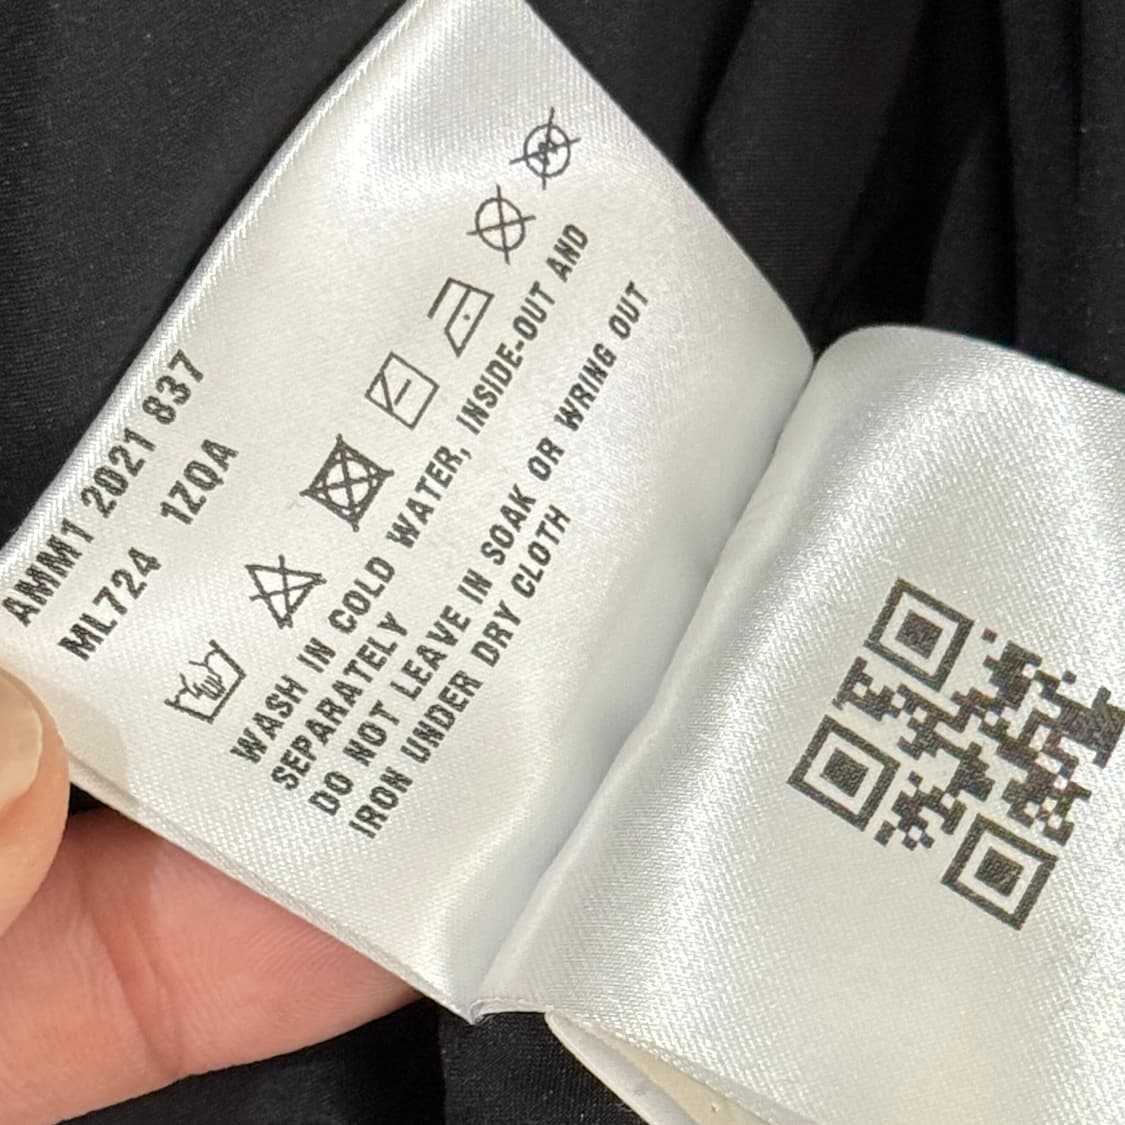 AMM1 2021 837
ML724 1ZQA
WASH IN COLD WATER, INSIDE-OUT AND
SEPARATELY
DO NOT LEAVE IN SOAK OR WRING OUT
IRON UNDER DRY CLOTH